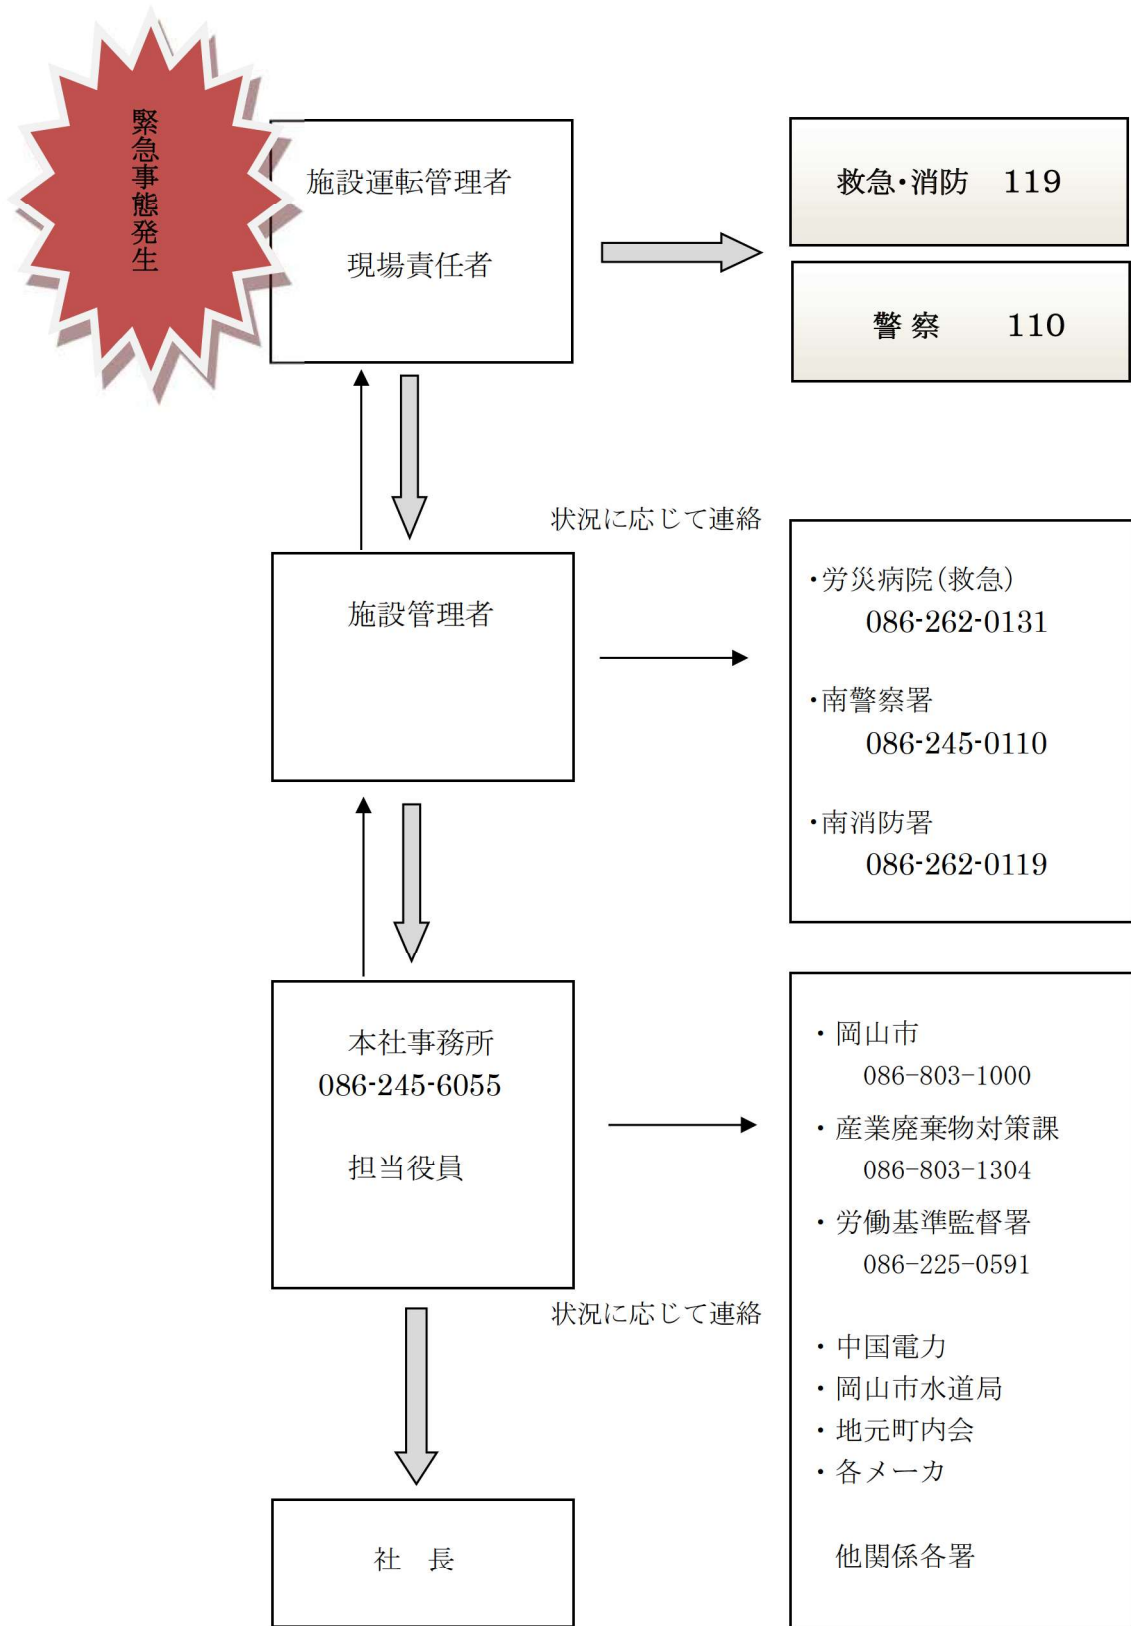 緊急事態発生
施設運転管理者
現場責任者
救急・消防　119
警 察　　110
状況に応じて連絡
施設管理者
・労災病院(救急)
086-262-0131
・南警察署
086-245-0110
・南消防署
086-262-0119
本社事務所
086-245-6055
担当役員
状況に応じて連絡
・岡山市
086-803-1000
・産業廃棄物対策課
086-803-1304
・労働基準監督署
086-225-0591
・中国電力
・岡山市水道局
・地元町内会
・各メーカ
他関係各署
社　長